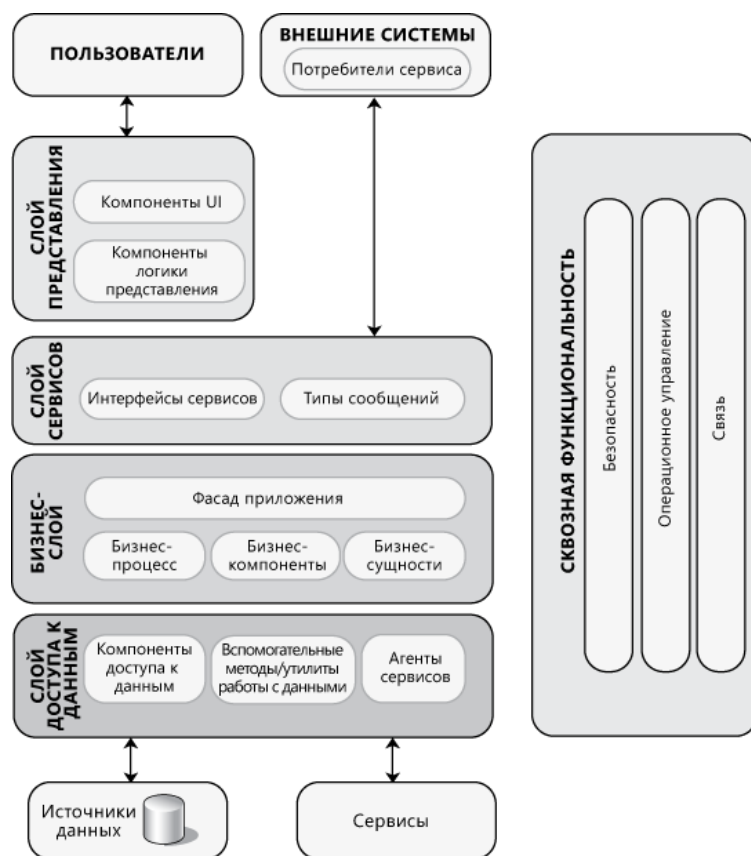 ПОЛЬЗОВАТЕЛИ
ВНЕШНИЕ СИСТЕМЫ
Потребители сервиса
СЛОЙ
ПРЕДСТАВЛЕНИЯ
Компоненты UI
Компоненты
логики
представления
СЛОЙ
СЕРВИСОВ
Интерфейсы сервисов
Типы сообщений
БИЗНЕС-
СЛОЙ
Фасад приложения
Бизнес-
процесс
Бизнес-
компоненты
Бизнес-
сущности
СЛОЙ
ДОСТУПА К
ДАННЫМ
Компоненты
доступа к
данным
Вспомогательные
методы/утилиты
работы с данными
Агенты
сервисов
Источники
данных
Сервисы
СКВОЗНАЯ ФУНКЦИОНАЛЬНОСТЬ
Безопасность
Операционное управление
Связь